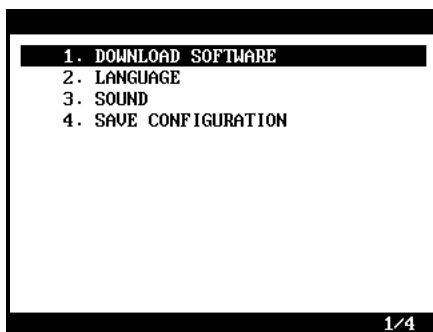 1. DOWNLOAD SOFTWARE
2. LANGUAGE
3. SOUND
4. SAVE CONFIGURATION
1/4